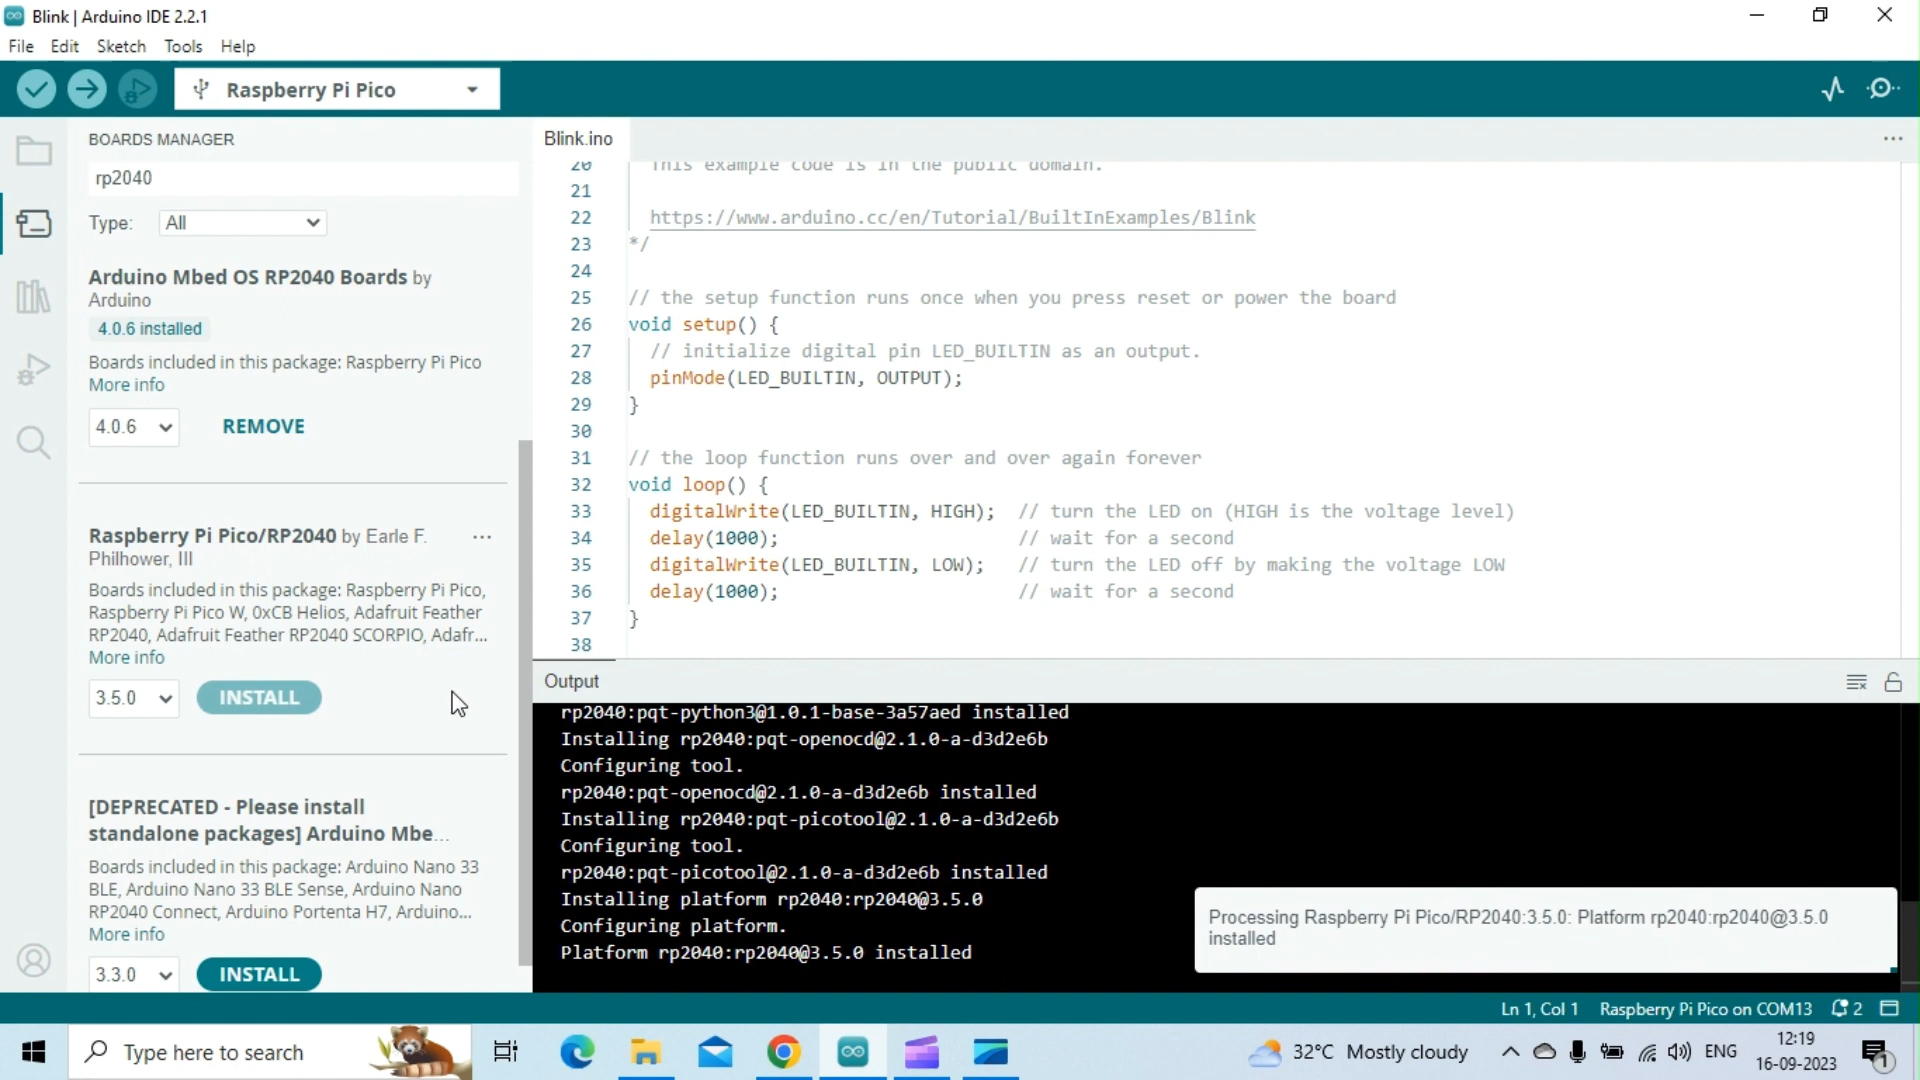 Blink | Arduino IDE 2.2.1
File Edit Sketch Tools Help
Raspberry Pi Pico
BOARDS MANAGER
rp2040
Type: All
Arduino Mbed OS RP2040 Boards by
Arduino
4.0.6 installed
Boards included in this package: Raspberry Pi Pico
More info
4.0.6 REMOVE
Raspberry Pi Pico/RP2040 by Earle F. ...
Philhower, III
Boards included in this package: Raspberry Pi Pico,
Raspberry Pi Pico W, 0xCB Helios, Adafruit Feather
RP2040, Adafruit Feather RP2040 SCORPIO, Adafr...
More info
3.5.0 INSTALL
[DEPRECATED - Please install
standalone packages] Arduino Mbe...
Boards included in this package: Arduino Nano 33
BLE, Arduino Nano 33 BLE Sense, Arduino Nano
RP2040 Connect, Arduino Portenta H7, Arduino...
More info
3.3.0 INSTALL
Blink.ino ...
20 This example code is in the public domain.
21
22 https://www.arduino.cc/en/Tutorial/BuiltInExamples/Blink
23 */
24
25 // the setup function runs once when you press reset or power the board
26 void setup() {
27 // initialize digital pin LED_BUILTIN as an output.
28 pinMode(LED_BUILTIN, OUTPUT);
29 }
30
31 // the loop function runs over and over again forever
32 void loop() {
33 digitalWrite(LED_BUILTIN, HIGH); // turn the LED on (HIGH is the voltage level)
34 delay(1000); // wait for a second
35 digitalWrite(LED_BUILTIN, LOW); // turn the LED off by making the voltage LOW
36 delay(1000); // wait for a second
37 }
38
Output
rp2040:pqt-python3@1.0.1-base-3a57aed installed
Installing rp2040:pqt-openocd@2.1.0-a-d3d2e6b
Configuring tool.
rp2040:pqt-openocd@2.1.0-a-d3d2e6b installed
Installing rp2040:pqt-picotool@2.1.0-a-d3d2e6b
Configuring tool.
rp2040:pqt-picotool@2.1.0-a-d3d2e6b installed
Installing platform rp2040:rp2040@3.5.0
Configuring platform.
Platform rp2040:rp2040@3.5.0 installed
Processing Raspberry Pi Pico/RP2040:3.5.0: Platform rp2040:rp2040@3.5.0
installed
Ln 1, Col 1 Raspberry Pi Pico on COM13 2
Type here to search
32°C Mostly cloudy
ENG
12:19
16-09-2023
1